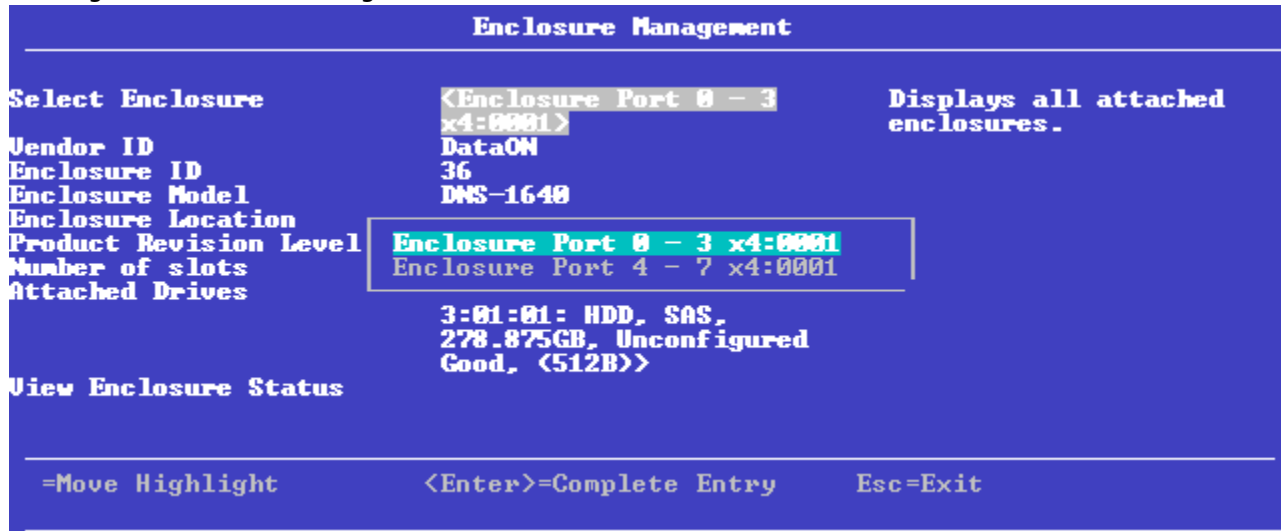 Enclosure Management
Select Enclosure <Enclosure Port 0 - 3 Displays all attached
x4:0001> enclosures.
Vendor ID DataON
Enclosure ID 36
Enclosure Model DNS-1640
Enclosure Location
Product Revision Level Enclosure Port 0 - 3 x4:0001
Number of slots Enclosure Port 4 - 7 x4:0001
Attached Drives
3:01:01: HDD, SAS,
278.875GB, Unconfigured
Good, (512B)>
View Enclosure Status
=Move Highlight <Enter>=Complete Entry Esc=Exit